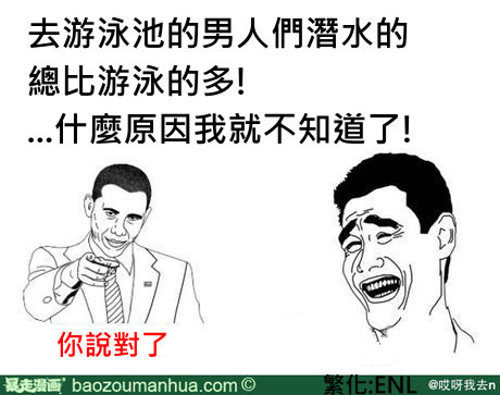 去游泳池的男人們潛水的
總比游泳的多!
...什麼原因我就不知道了!
你說對了
暴走漫画 baozoumanhua.com © 繁化:ENL @哎呀我去n